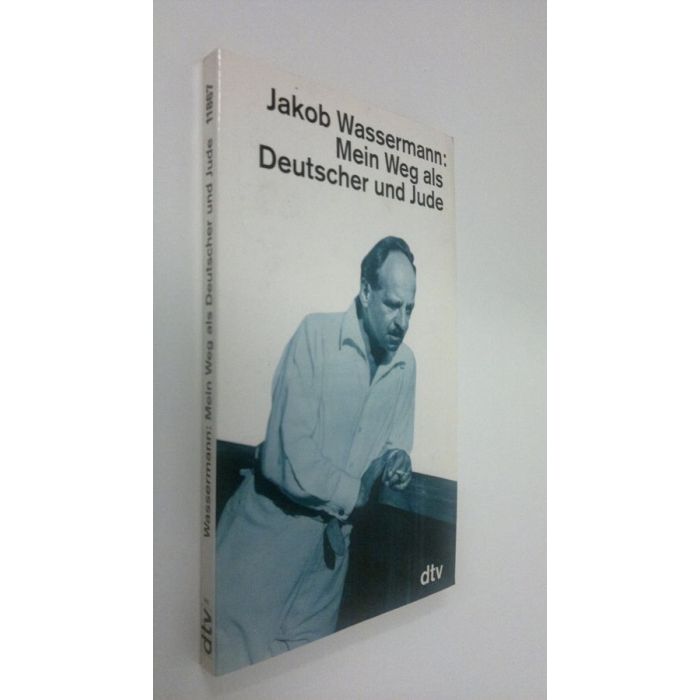 Jakob Wassermann:
Mein Weg als
Deutscher und Jude
dtv
Wassermann: Mein Weg als Deutscher und Jude 11867
dtv